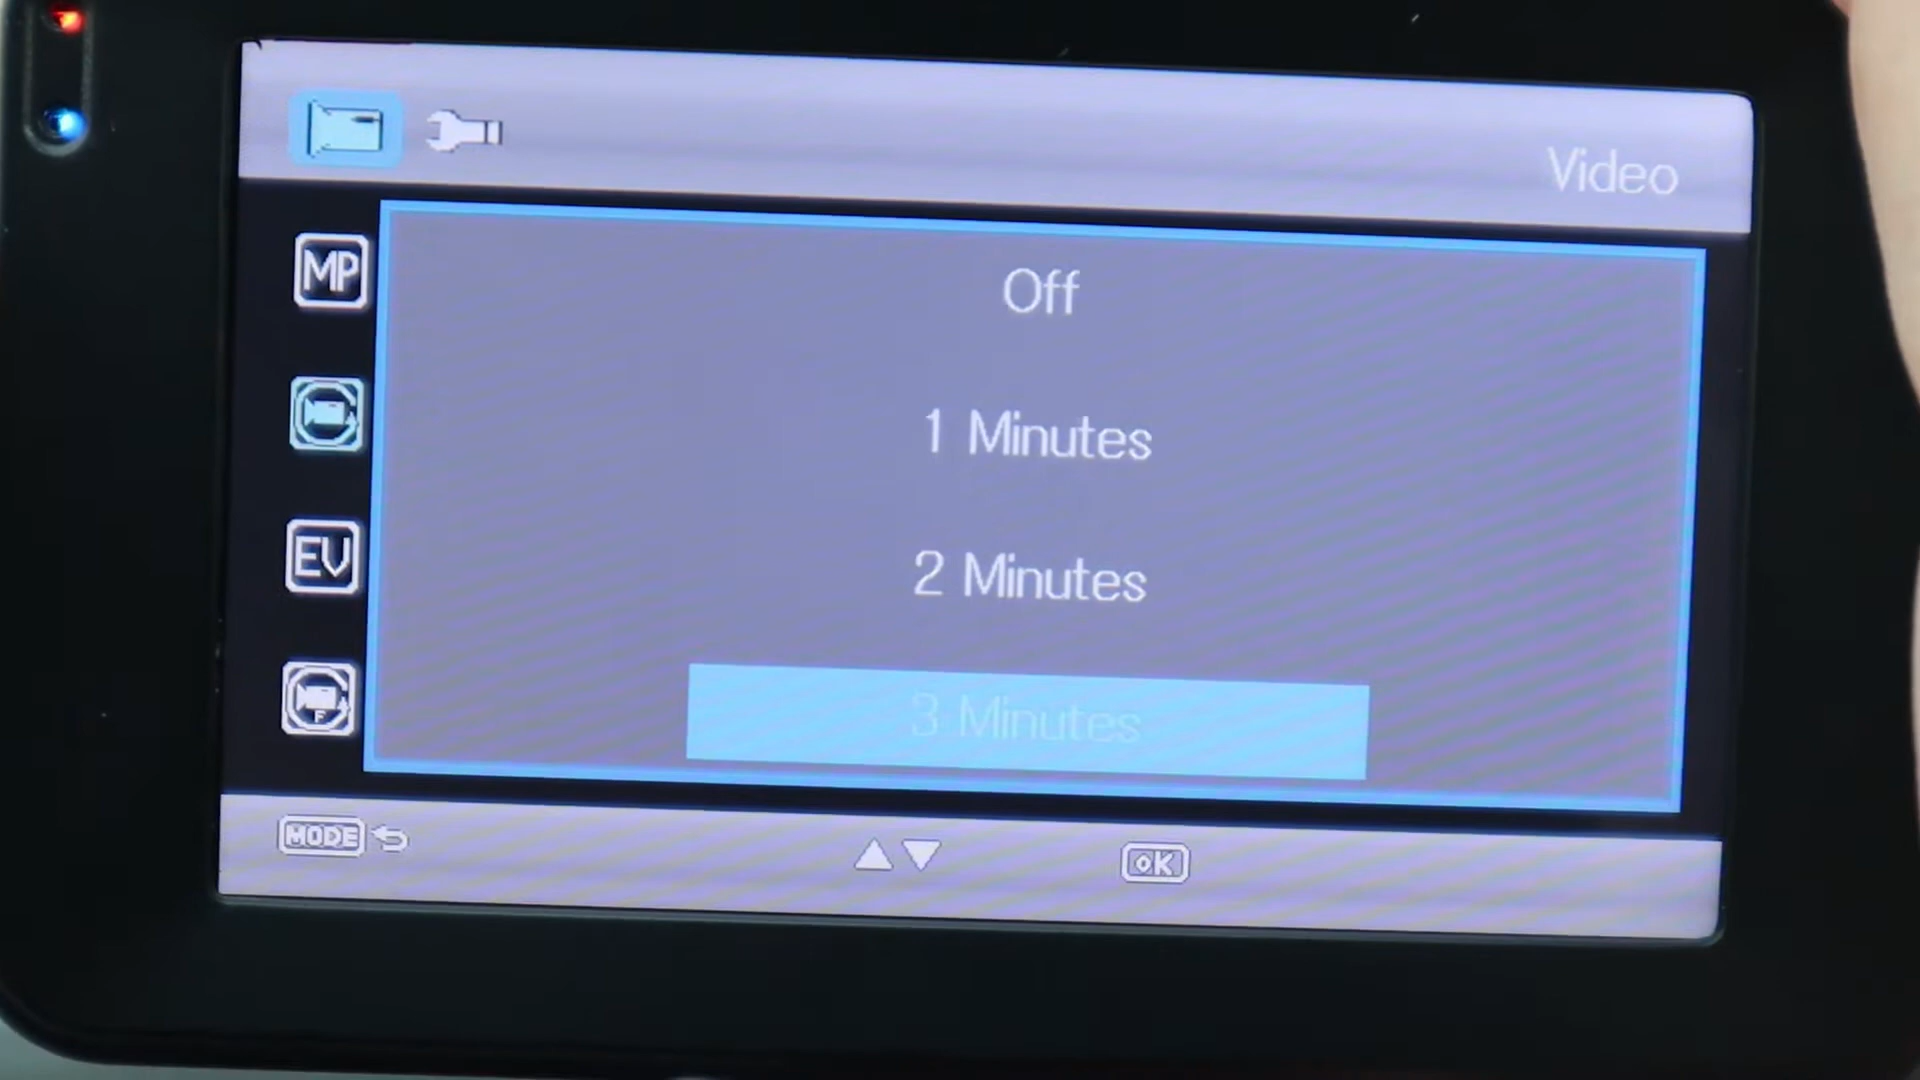 Video
MP
Off
1 Minutes
EV
2 Minutes
F
3 Minutes
MODE
OK